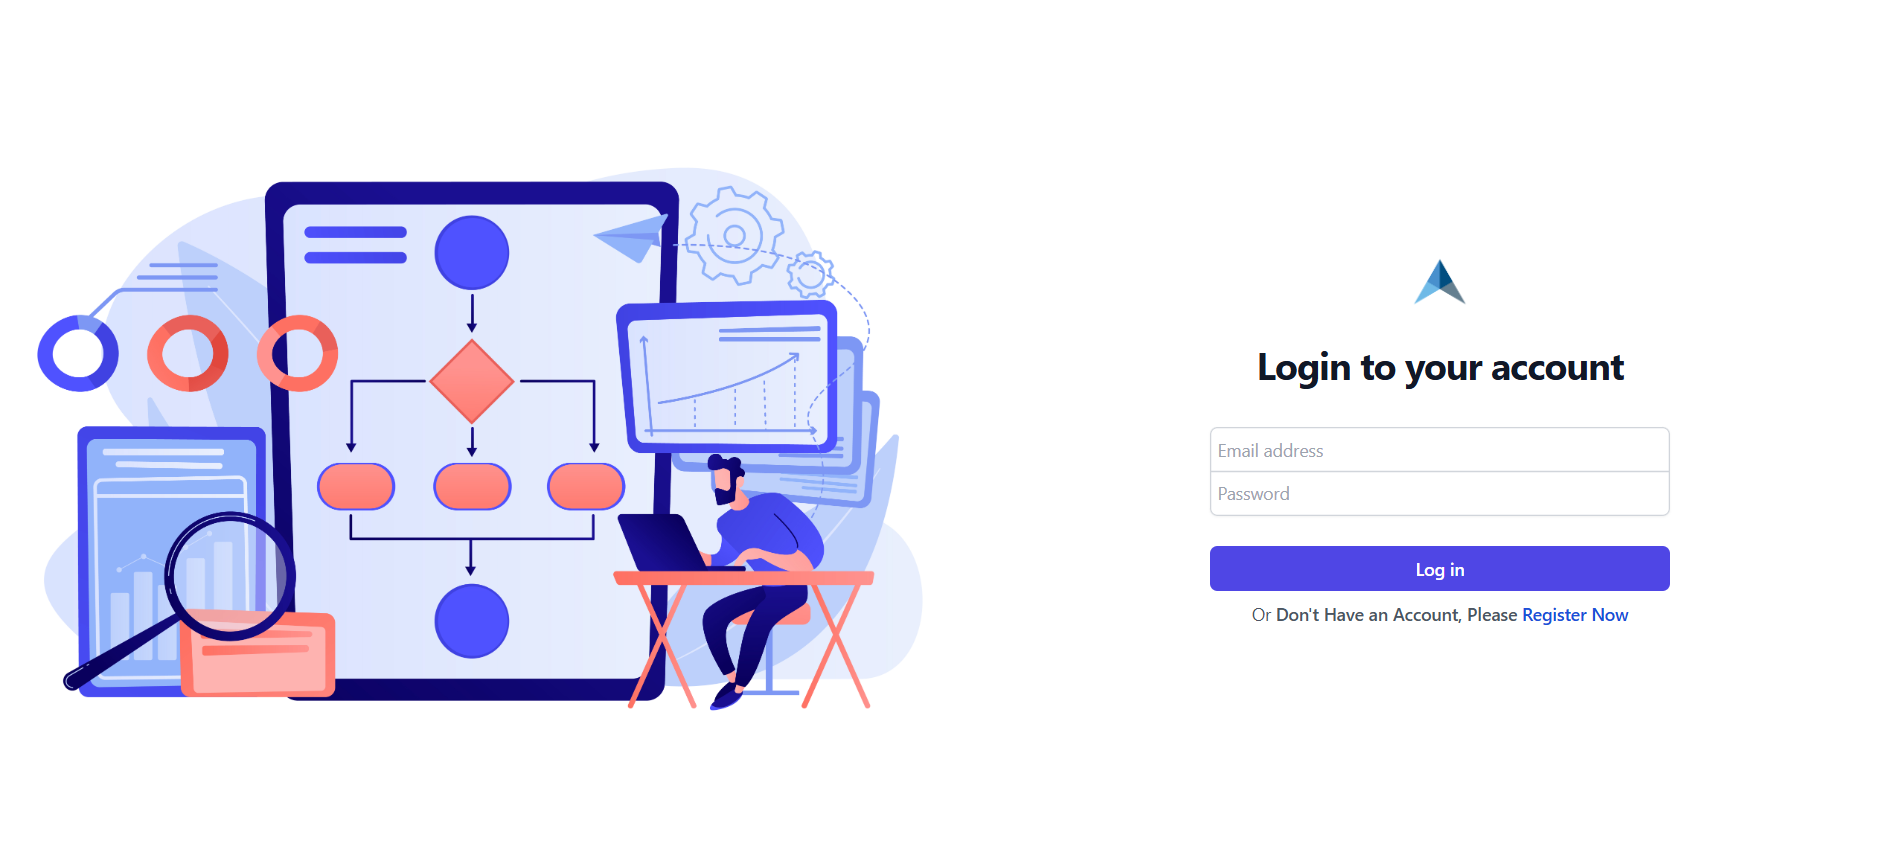 Login to your account
Email address
Password
Log in
Or Don't Have an Account, Please Register Now